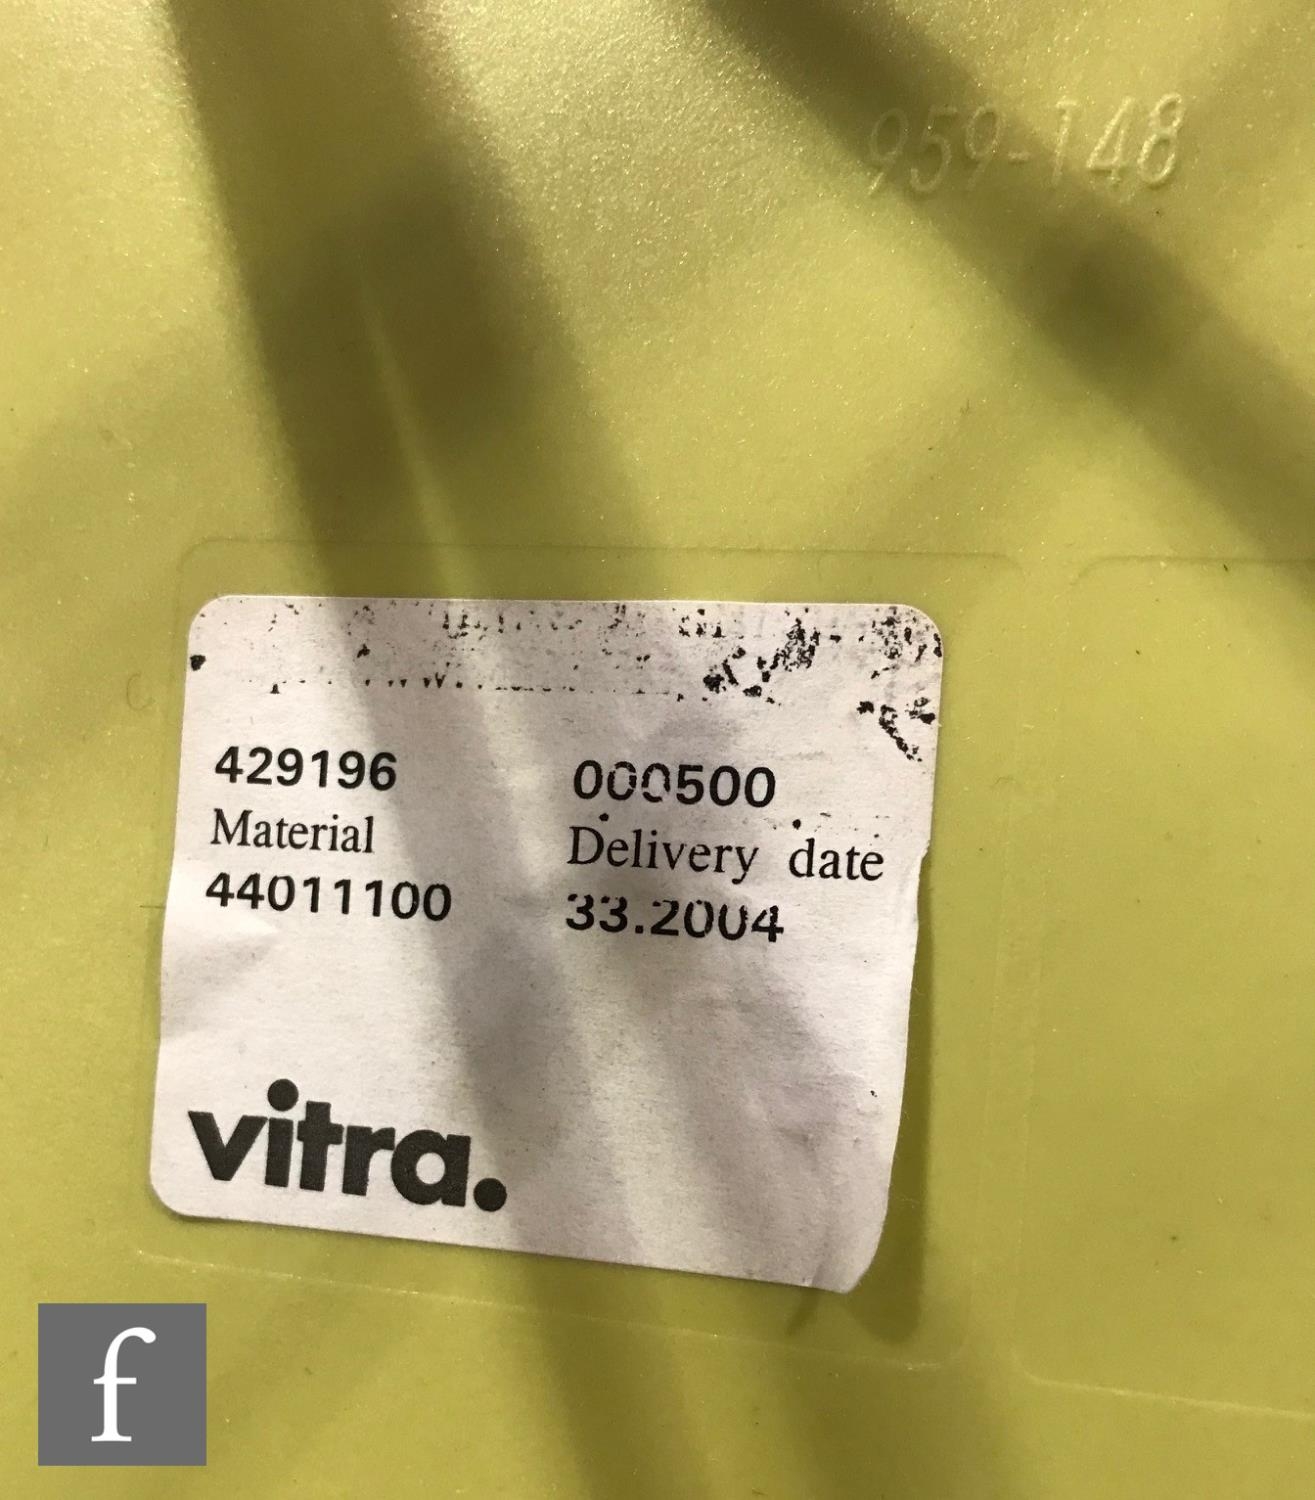 959-148
429196 000500
Material Delivery date
44011100 33.2004
vitra.
f